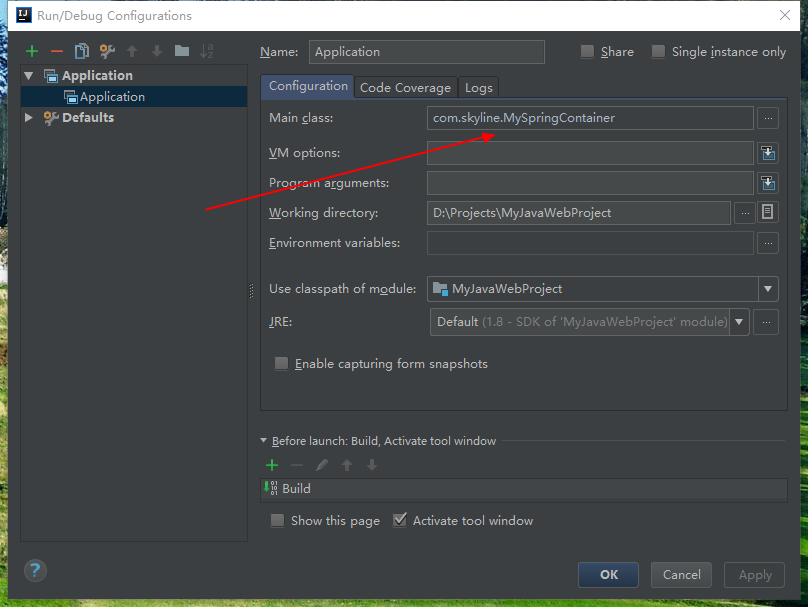 IJ Run/Debug Configurations
Name: Application Share Single instance only
Application
Application
Defaults
Configuration Code Coverage Logs
Main class: com.skyline.MySpringContainer ...
VM options:
Program arguments:
Working directory: D:\Projects\MyJavaWebProject ...
Environment variables: ...
Use classpath of module: MyJavaWebProject
JRE: Default (1.8 - SDK of 'MyJavaWebProject' module) ...
Enable capturing form snapshots
Before launch: Build, Activate tool window
Build
Show this page Activate tool window
? OK Cancel Apply